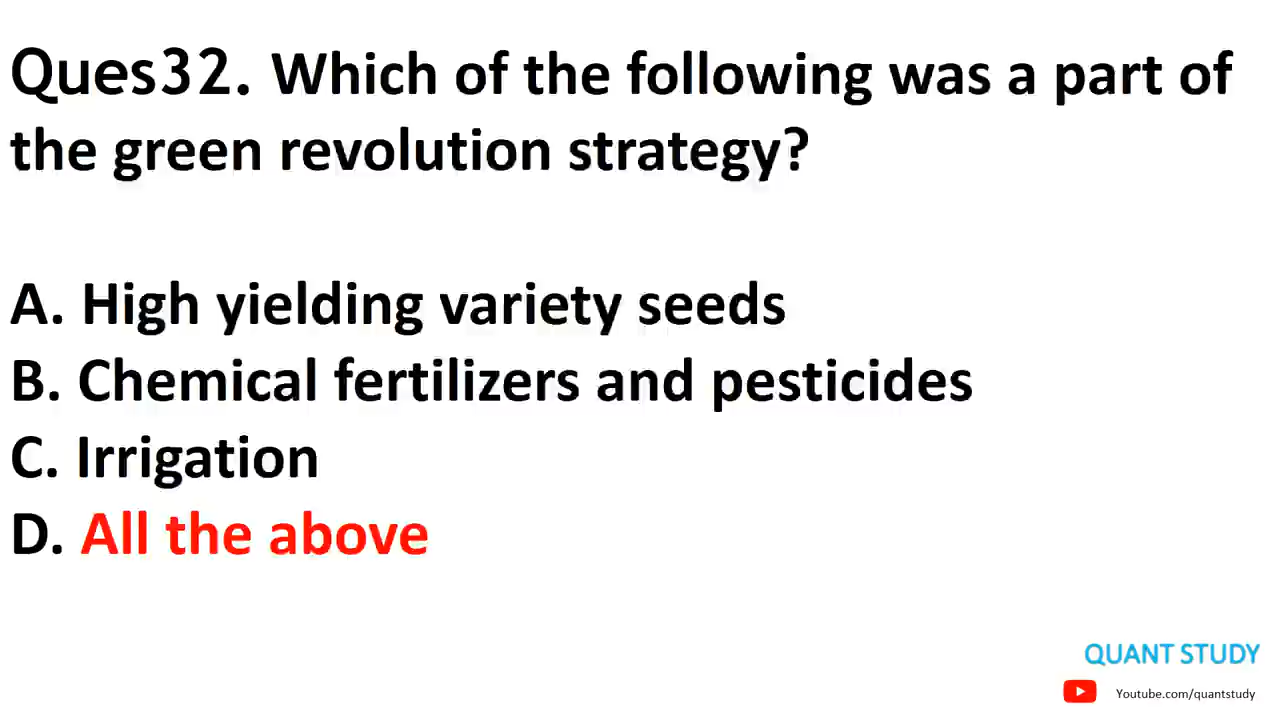 Ques32. Which of the following was a part of
the green revolution strategy?
A. High yielding variety seeds
B. Chemical fertilizers and pesticides
C. Irrigation
D. All the above
QUANT STUDY
Youtube.com/quantstudy